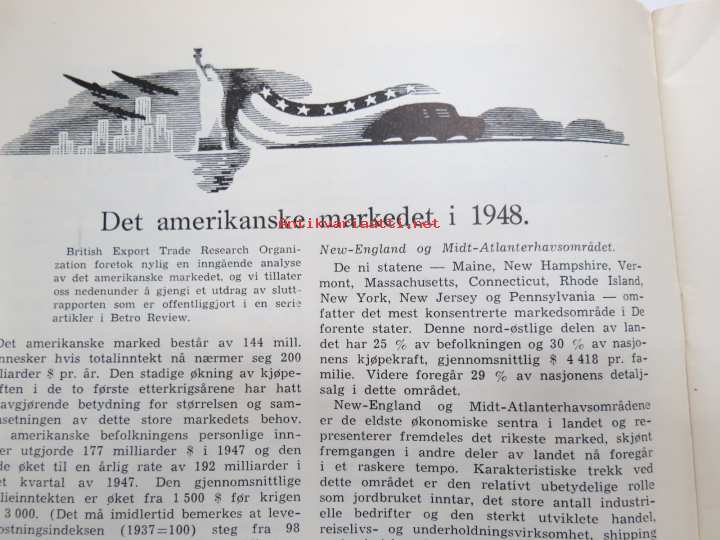 Det amerikanske markedet i 1948.
Antikvariaatti.net
British Export Trade Research Organi-
zation foretok nylig en inngående analyse
av det amerikanske markedet, og vi tillater
oss nedenunder å gjengi et utdrag av slutt-
rapporten som er offentliggjort i en serie
artikler i Betro Review.
Det amerikanske marked består av 144 mill.
nnesker hvis totalinntekt nå nærmer seg 200
lliarder $ pr. år. Den stadige økning av kjøpe-
ften i de to første etterkrigsårene har hatt
avgjørende betydning for størrelsen og sam-
nsetningen av dette store markedets behov.
amerikanske befolkningens personlige inn-
er utgjorde 177 milliarder $ i 1947 og den
de øket til en årlig rate av 192 milliarder i
et kvartal av 1947. Den gjennomsnittlige
ilieinntekten er øket fra 1 500 $ før krigen
3 000. (Det må imidlertid bemerkes at leve-
ostningsindeksen (1937=100) steg fra 98
New-England og Midt-Atlanterhavsområdet.
De ni statene — Maine, New Hampshire, Ver-
mont, Massachusetts, Connecticut, Rhode Island,
New York, New Jersey og Pennsylvania — om-
fatter det mest konsentrerte markedsområde i De
forente stater. Denne nord-østlige delen av lan-
det har 25 % av befolkningen og 30 % av nasjo-
nens kjøpekraft, gjennomsnittlig $ 4 418 pr. fa-
milie. Videre foregår 29 % av nasjonens detalj-
salg i dette området.
New-England og Midt-Atlanterhavsområdene
er de eldste økonomiske sentra i landet og re-
presenterer fremdeles det rikeste marked, skjønt
fremgangen i andre deler av landet nå foregår
i et raskere tempo. Karakteristiske trekk ved
dette området er den relativt ubetydelige rolle
som jordbruket inntar, det store antall industri-
elle bedrifter og den sterkt utviklete handel,
reiselivs- og underholdningsvirksomhet, shipping